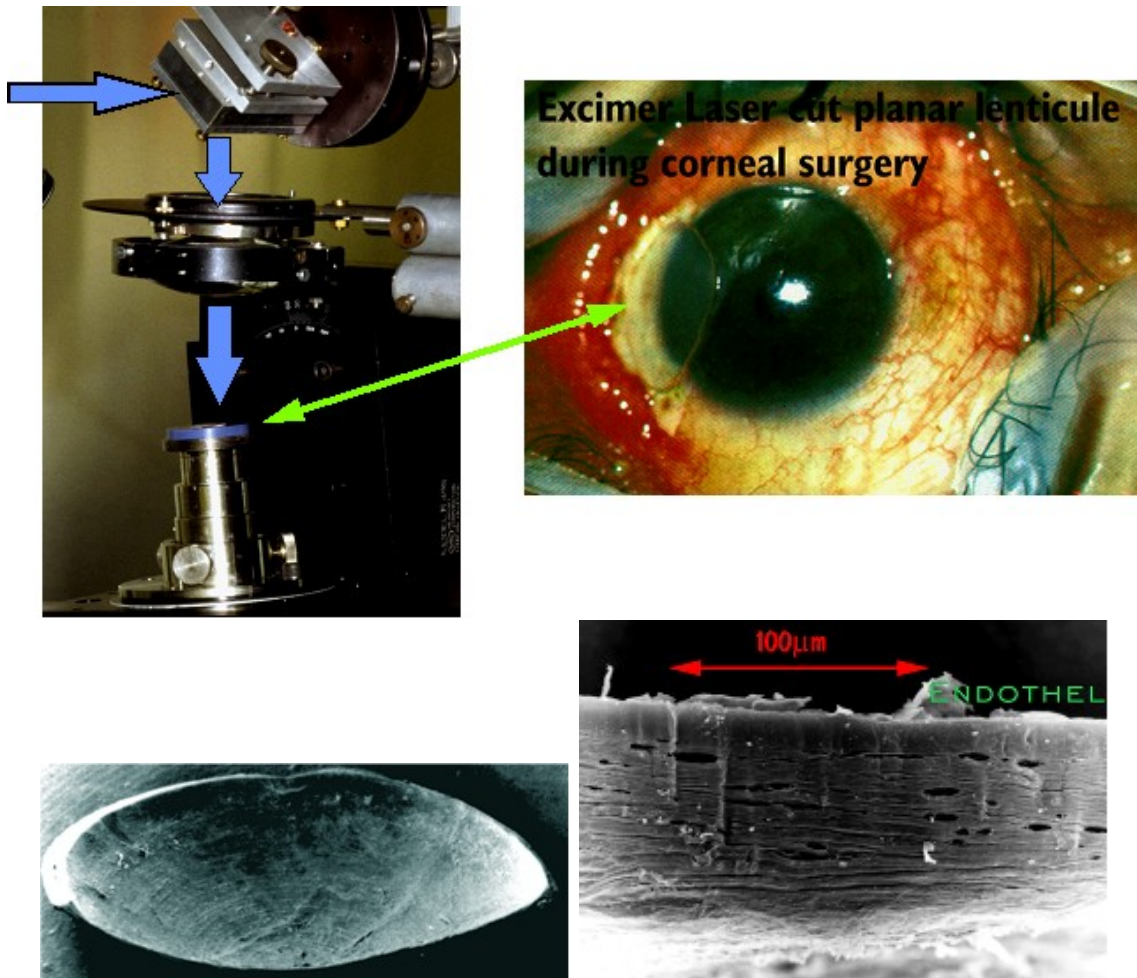 Excimer Laser cut planar lenticule
during corneal surgery
100µm
ENDOTHEL